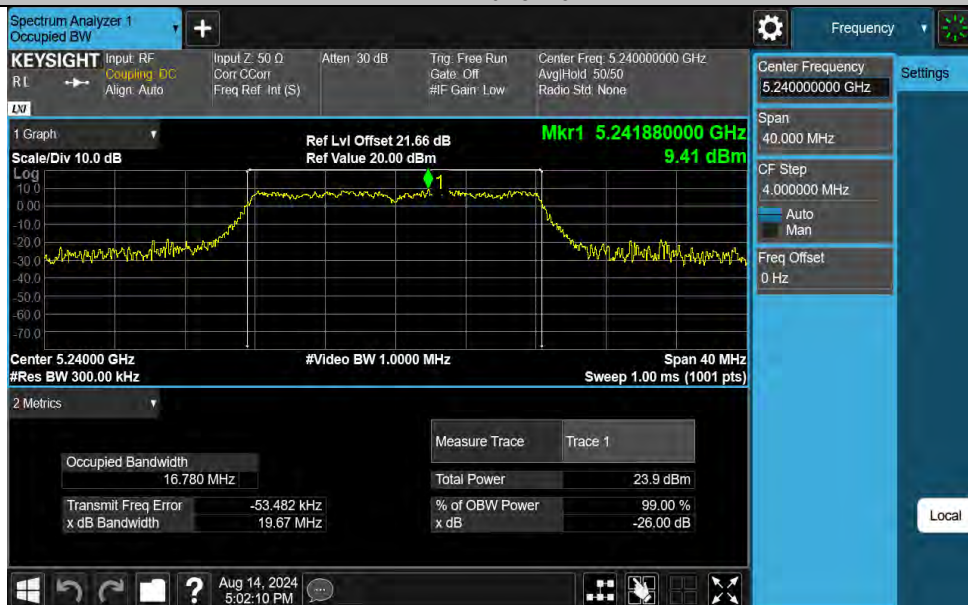 Spectrum Analyzer 1
Occupied BW
+
Frequency
KEYSIGHT
RL
LXI
Input: RF
Coupling: DC
Align: Auto
Input Z: 50 Ω
Corr CCorr
Freq Ref: Int (S)
Atten: 30 dB
Trig: Free Run
Gate: Off
#IF Gain: Low
Center Freq: 5.240000000 GHz
Avg|Hold: 50/50
Radio Std: None
Center Frequency
5.240000000 GHz
Settings
Span
40.000 MHz
CF Step
4.000000 MHz
Auto
Man
Freq Offset
0 Hz
1 Graph
Scale/Div 10.0 dB
Ref Lvl Offset 21.66 dB
Ref Value 20.00 dBm
Mkr1 5.241880000 GHz
9.41 dBm
Log
10.0
0.00
-10.0
-20.0
-30.0
-40.0
-50.0
-60.0
-70.0
1
Center 5.24000 GHz
#Video BW 1.0000 MHz
Span 40 MHz
#Res BW 300.00 kHz
Sweep 1.00 ms (1001 pts)
2 Metrics
Measure Trace
Trace 1
Occupied Bandwidth
16.780 MHz
Total Power
23.9 dBm
Transmit Freq Error
-53.482 kHz
% of OBW Power
99.00 %
x dB Bandwidth
19.67 MHz
x dB
-26.00 dB
Local
?
Aug 14, 2024
5:02:10 PM